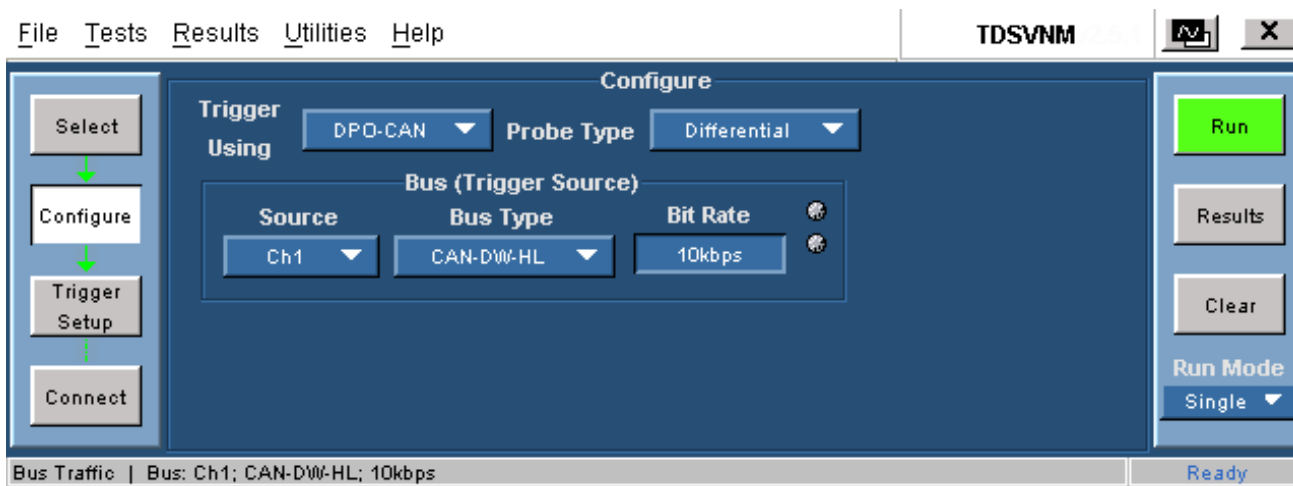 File Tests Results Utilities Help
TDSVNM
Select
Configure
Trigger
Setup
Connect
Configure
Trigger
Using
DPO-CAN
Probe Type
Differential
Bus (Trigger Source)
Source
Bus Type
Bit Rate
Ch1
CAN-DW-HL
10kbps
Run
Results
Clear
Run Mode
Single
Bus Traffic | Bus: Ch1; CAN-DW-HL; 10kbps
Ready